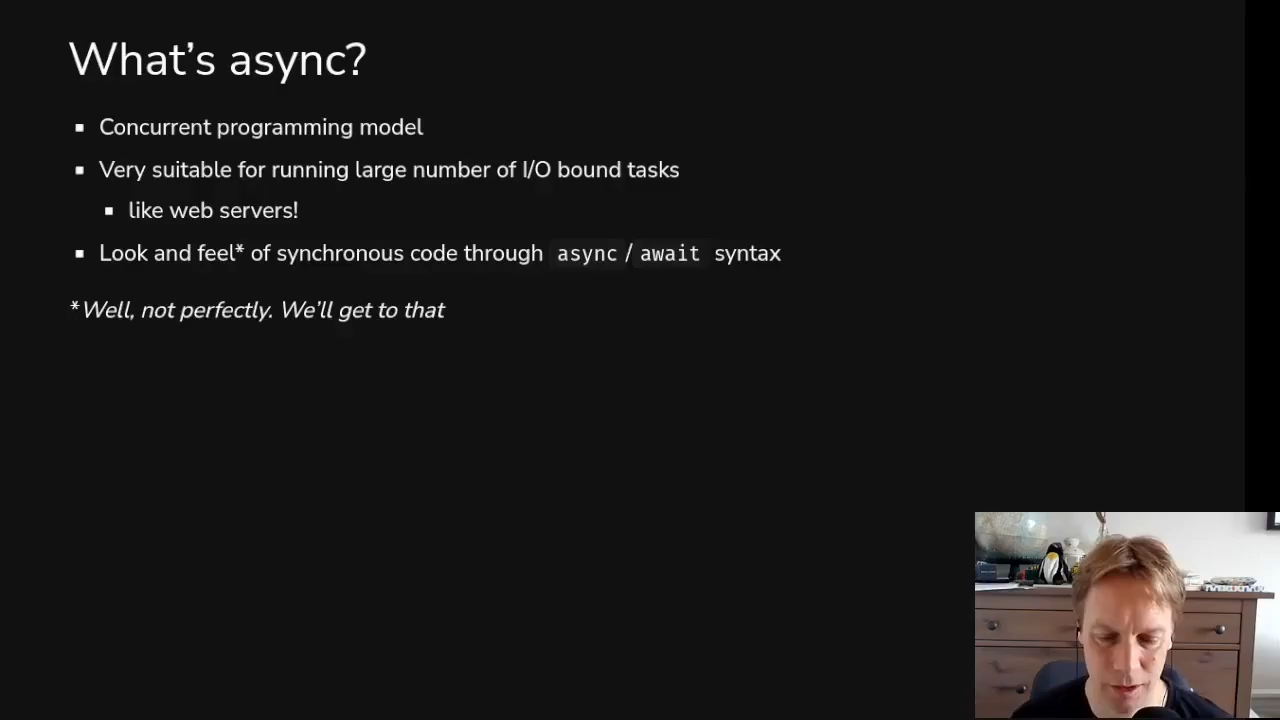 What’s async?
Concurrent programming model
Very suitable for running large number of I/O bound tasks
like web servers!
Look and feel* of synchronous code through async / await syntax
*Well, not perfectly. We’ll get to that